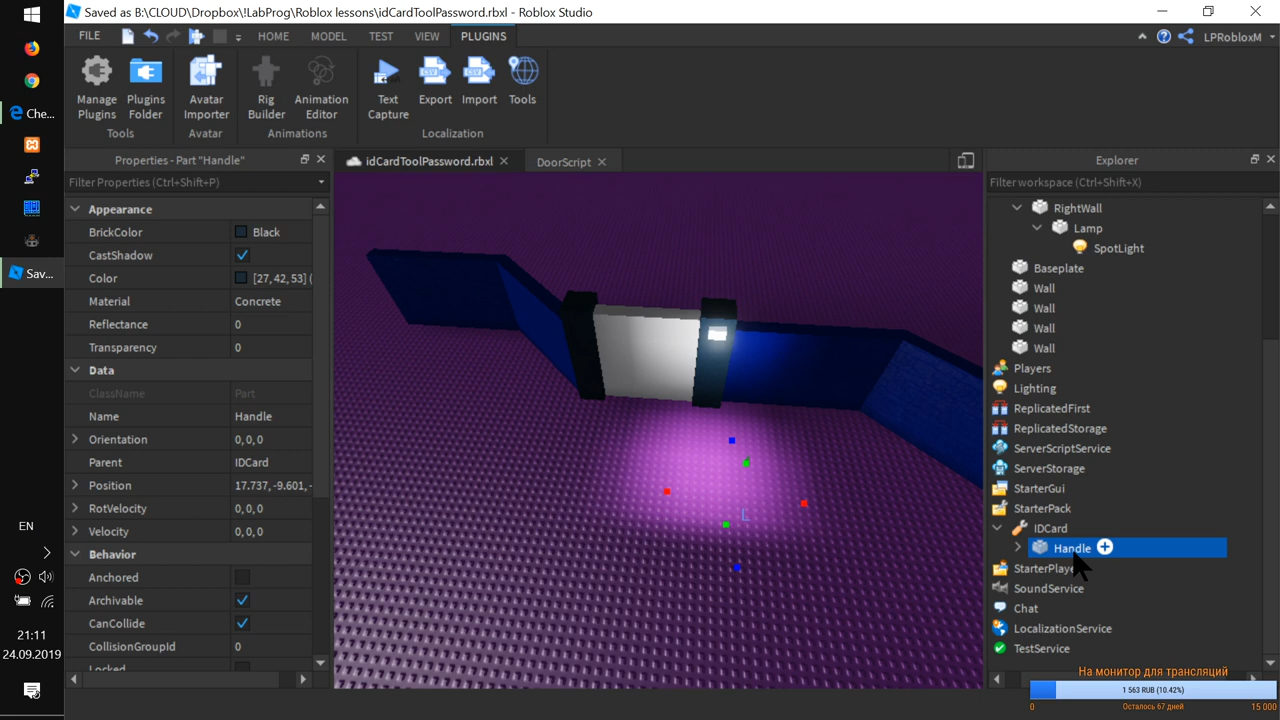 Saved as B:\CLOUD\Dropbox\!LabProg\Roblox lessons\idCardToolPassword.rbxl - Roblox Studio
FILE
HOME
MODEL
TEST
VIEW
PLUGINS
LPRobloxM
Manage Plugins
Plugins Folder
Avatar Importer
Rig Builder
Animation Editor
Text Capture
Export
Import
Tools
Tools
Avatar
Animations
Localization
CSV
CSV
Che...
Sav...
EN
21:11
24.09.2019
Properties - Part "Handle"
Filter Properties (Ctrl+Shift+P)
Appearance
BrickColor Black
CastShadow
Color [27, 42, 53] (
Material Concrete
Reflectance 0
Transparency 0
Data
ClassName Part
Name Handle
Orientation 0, 0, 0
Parent IDCard
Position 17.737, -9.601, -
RotVelocity 0, 0, 0
Velocity 0, 0, 0
Behavior
Anchored
Archivable
CanCollide
CollisionGroupId 0
Locked
idCardToolPassword.rbxl
DoorScript
L
Explorer
Filter workspace (Ctrl+Shift+X)
RightWall
Lamp
SpotLight
Baseplate
Wall
Wall
Wall
Wall
Players
Lighting
ReplicatedFirst
ReplicatedStorage
ServerScriptService
ServerStorage
StarterGui
StarterPack
IDCard
Handle
StarterPlaye
SoundService
Chat
LocalizationService
TestService
На монитор для трансляций
1 563 RUB (10.42%)
0 Осталось 67 дней 15 000